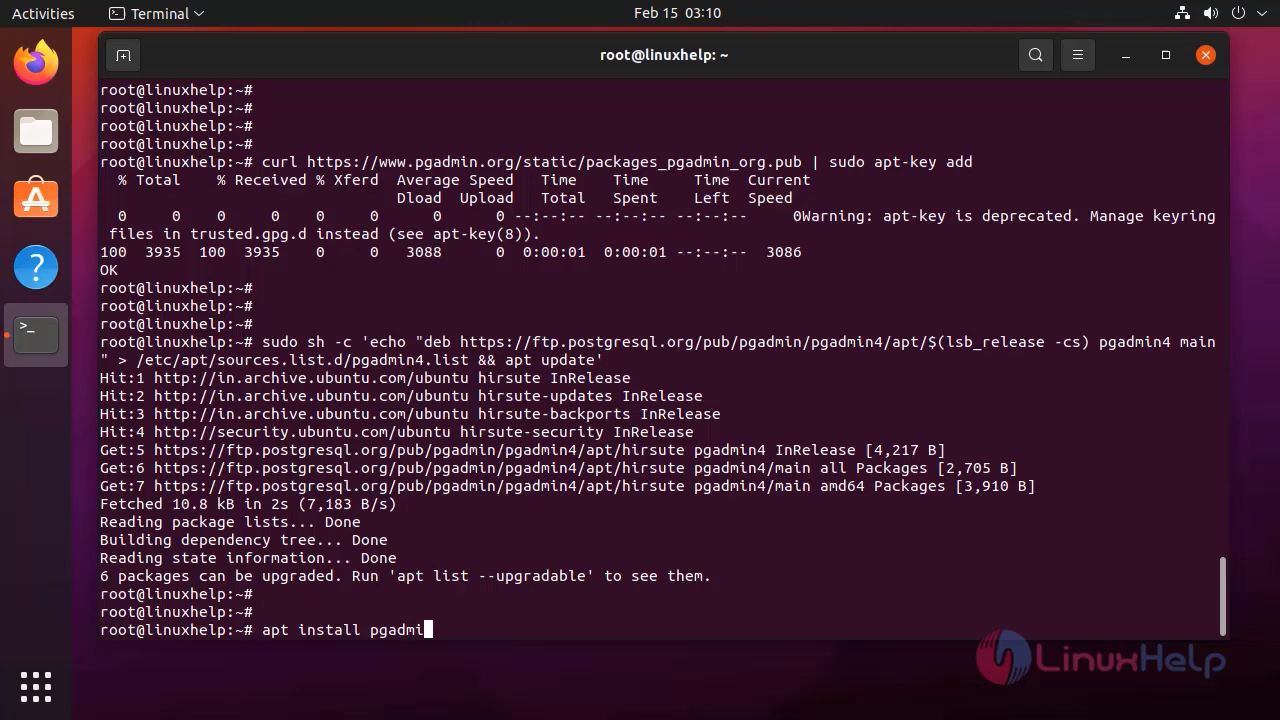 Activities Terminal Feb 15 03:10
root@linuxhelp: ~
root@linuxhelp:~#
root@linuxhelp:~#
root@linuxhelp:~#
root@linuxhelp:~#
root@linuxhelp:~# curl https://www.pgadmin.org/static/packages_pgadmin_org.pub | sudo apt-key add
  % Total    % Received % Xferd  Average Speed   Time    Time     Time  Current
                                 Dload  Upload   Total   Spent    Left  Speed
  0     0    0     0    0     0      0      0 --:--:-- --:--:-- --:--:--     0Warning: apt-key is deprecated. Manage keyring
 files in trusted.gpg.d instead (see apt-key(8)).
100  3935  100  3935    0     0   3088      0  0:00:01  0:00:01 --:--:--  3086
OK
root@linuxhelp:~#
root@linuxhelp:~#
root@linuxhelp:~#
root@linuxhelp:~# sudo sh -c 'echo "deb https://ftp.postgresql.org/pub/pgadmin/pgadmin4/apt/$(lsb_release -cs) pgadmin4 main
" > /etc/apt/sources.list.d/pgadmin4.list && apt update'
Hit:1 http://in.archive.ubuntu.com/ubuntu hirsute InRelease
Hit:2 http://in.archive.ubuntu.com/ubuntu hirsute-updates InRelease
Hit:3 http://in.archive.ubuntu.com/ubuntu hirsute-backports InRelease
Hit:4 http://security.ubuntu.com/ubuntu hirsute-security InRelease
Get:5 https://ftp.postgresql.org/pub/pgadmin/pgadmin4/apt/hirsute pgadmin4 InRelease [4,217 B]
Get:6 https://ftp.postgresql.org/pub/pgadmin/pgadmin4/apt/hirsute pgadmin4/main all Packages [2,705 B]
Get:7 https://ftp.postgresql.org/pub/pgadmin/pgadmin4/apt/hirsute pgadmin4/main amd64 Packages [3,910 B]
Fetched 10.8 kB in 2s (7,183 B/s)
Reading package lists... Done
Building dependency tree... Done
Reading state information... Done
6 packages can be upgraded. Run 'apt list --upgradable' to see them.
root@linuxhelp:~#
root@linuxhelp:~#
root@linuxhelp:~# apt install pgadmi
LinuxHelp